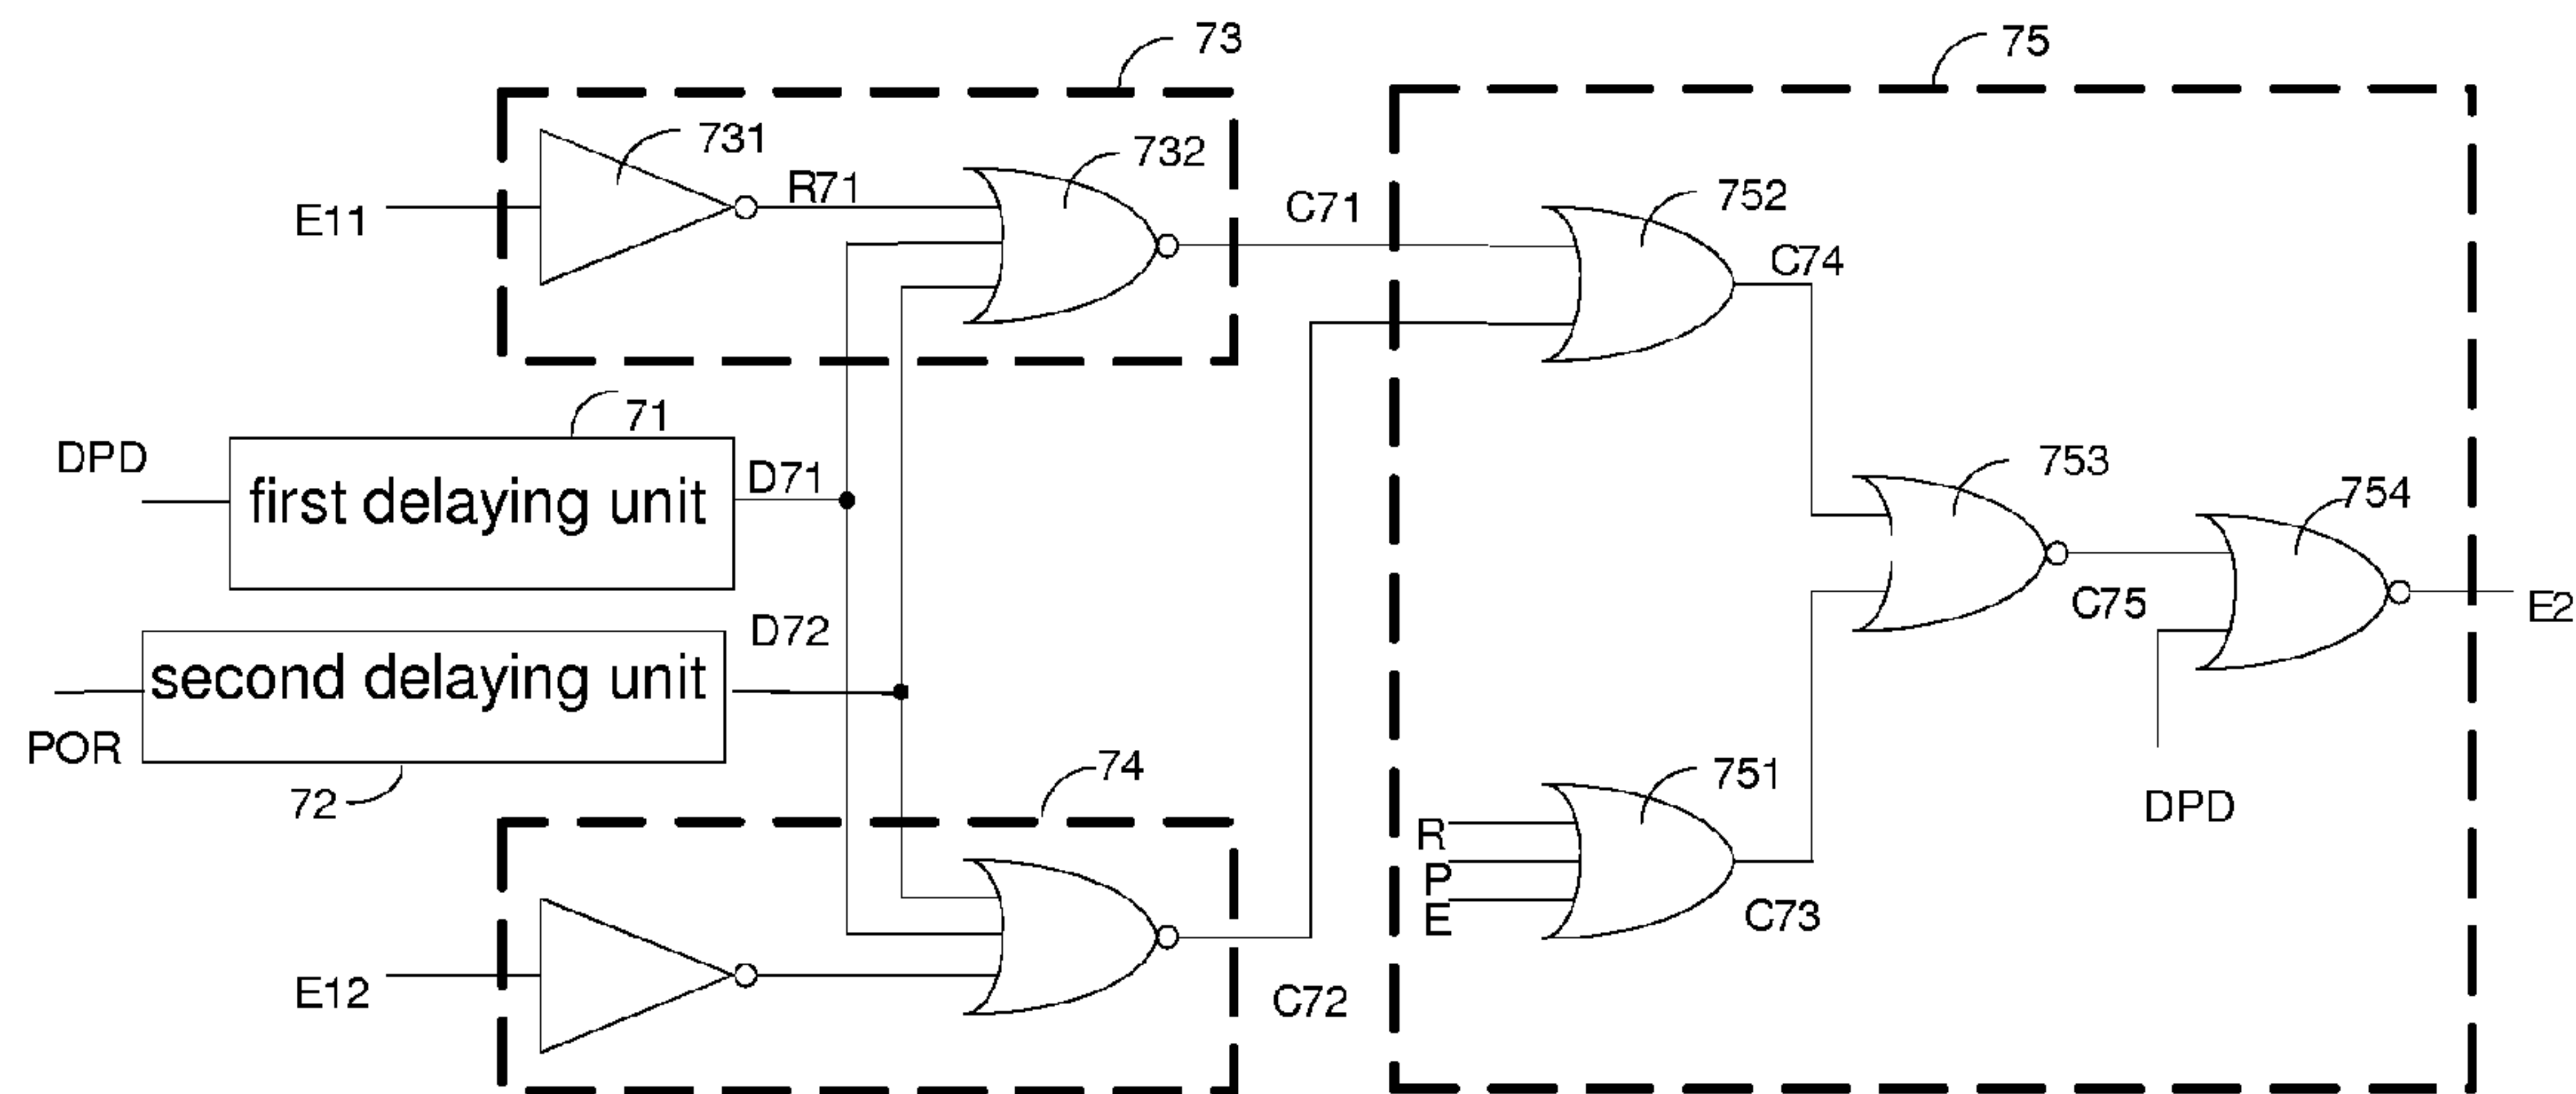 73
75
731
732
R71
E11
C71
752
C74
71
DPD
first delaying unit
D71
753
754
D72
C75
E2
second delaying unit
POR
72
74
751
R
P
E
DPD
C73
E12
C72